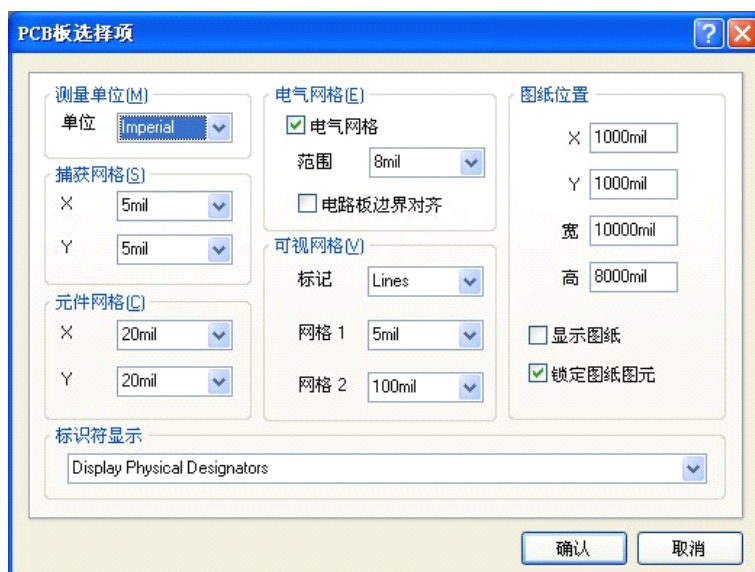 PCB板选择项
测量单位(M)
单位 Imperial
捕获网格(S)
X 5mil
Y 5mil
元件网格(C)
X 20mil
Y 20mil
电气网格(E)
电气网格
范围 8mil
电路板边界对齐
可视网格(V)
标记 Lines
网格 1 5mil
网格 2 100mil
图纸位置
X 1000mil
Y 1000mil
宽 10000mil
高 8000mil
显示图纸
锁定图纸图元
标识符显示
Display Physical Designators
确认 取消